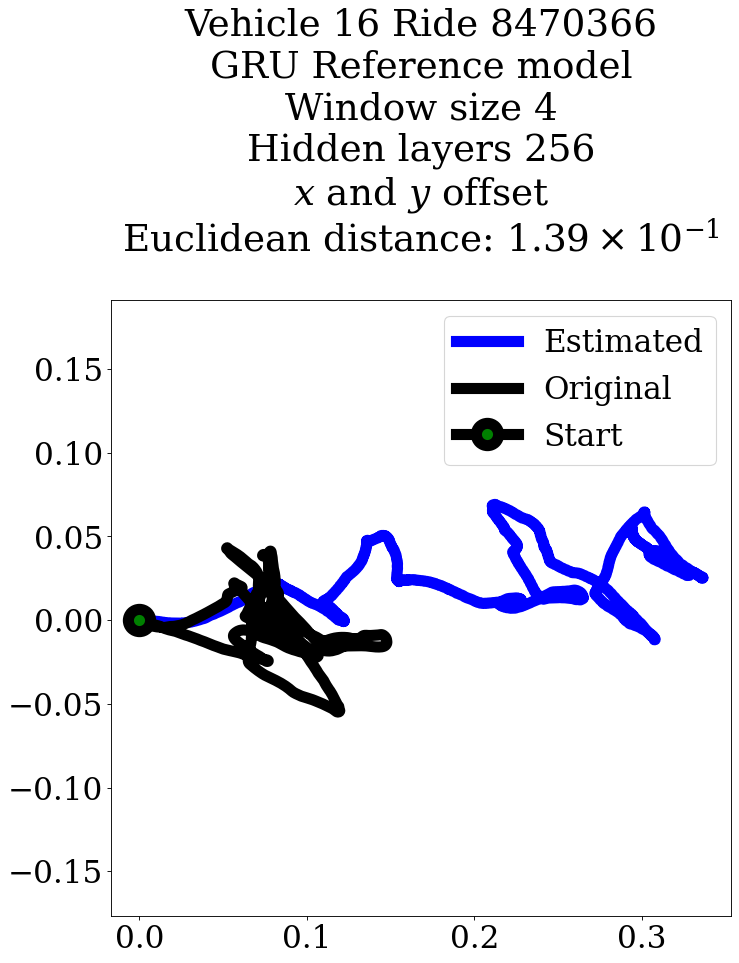 Vehicle 16 Ride 8470366
GRU Reference model
Window size 4
Hidden layers 256
x and y offset
Euclidean distance: 1.39 × 10⁻¹
Estimated
Original
Start
0.15
0.10
0.05
0.00
−0.05
−0.10
−0.15
0.0 0.1 0.2 0.3